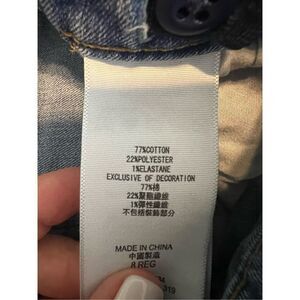 77%COTTON
22%POLYESTER
1%ELASTANE
EXCLUSIVE OF DECORATION
77%棉
22%聚酯纖維
1%彈性纖維
不包括裝飾部分
MADE IN CHINA
中國製造
8 REG